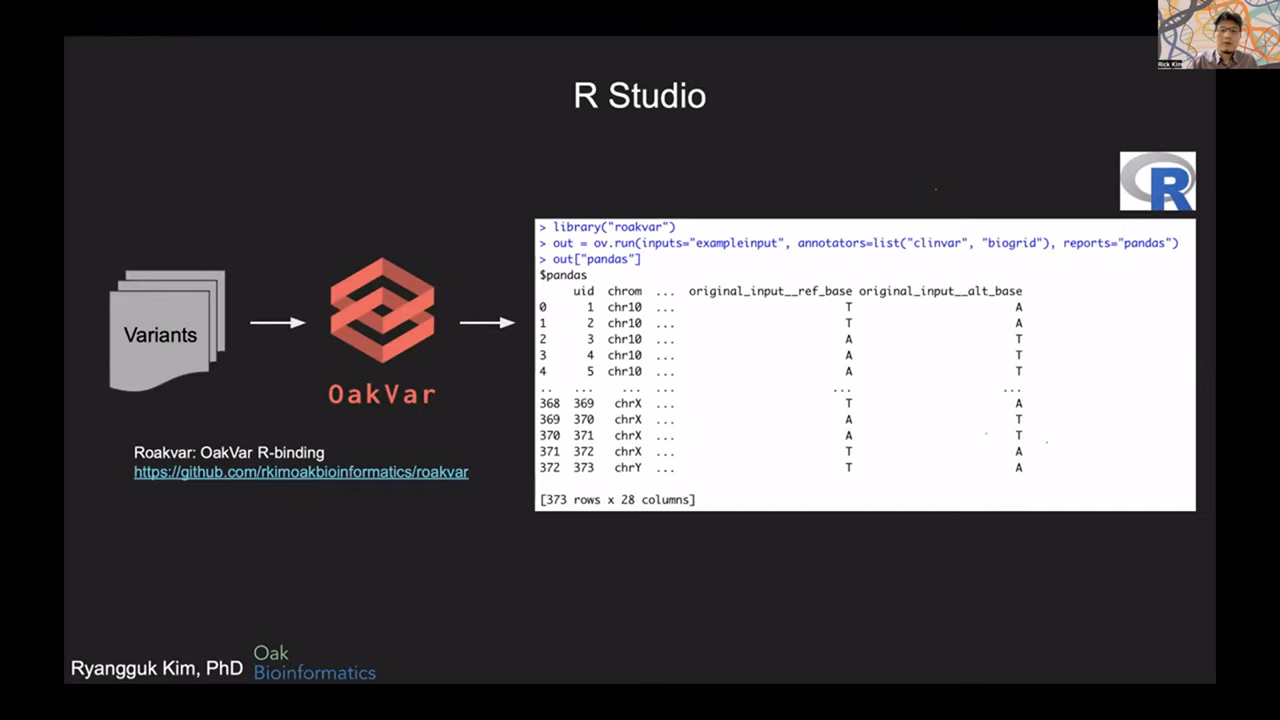 Rick Kim
R Studio
R
> library("roakvar")
> out = ov.run(inputs="exampleinput", annotators=list("clinvar", "biogrid"), reports="pandas")
> out["pandas"]
$pandas
uid chrom ... original_input__ref_base original_input__alt_base
0 1 chr10 ... T A
1 2 chr10 ... T A
2 3 chr10 ... A T
3 4 chr10 ... A T
4 5 chr10 ... A T
.. ... ... ... ... ...
368 369 chrX ... T A
369 370 chrX ... A T
370 371 chrX ... A T
371 372 chrX ... T A
372 373 chrY ... T A
[373 rows x 28 columns]
Variants
OakVar
Roakvar: OakVar R-binding
https://github.com/rkimoakbioinformatics/roakvar
Ryangguk Kim, PhD
Oak
Bioinformatics